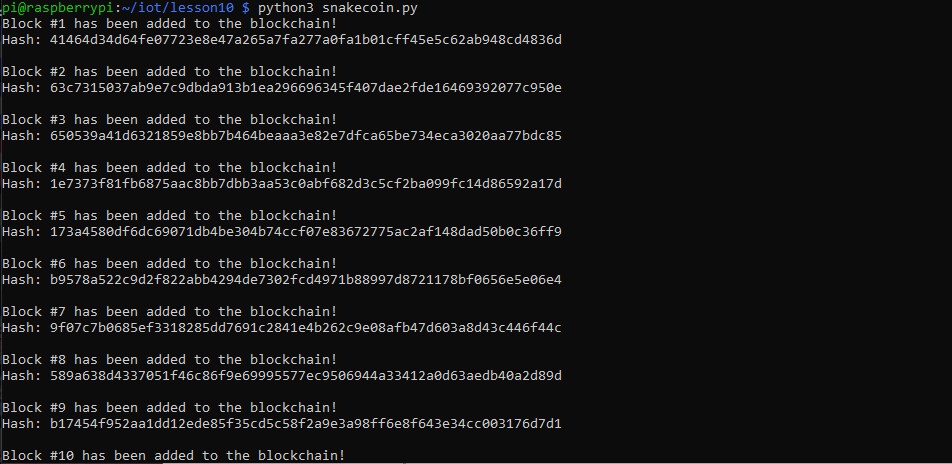 pi@raspberrypi:~/iot/lesson10 $ python3 snakecoin.py
Block #1 has been added to the blockchain!
Hash: 41464d34d64fe07723e8e47a265a7fa277a0fa1b01cff45e5c62ab948cd4836d
Block #2 has been added to the blockchain!
Hash: 63c7315037ab9e7c9dbda913b1ea296696345f407dae2fde16469392077c950e
Block #3 has been added to the blockchain!
Hash: 650539a41d6321859e8bb7b464beaaa3e82e7dfca65be734eca3020aa77bdc85
Block #4 has been added to the blockchain!
Hash: 1e7373f81fb6875aac8bb7dbb3aa53c0abf682d3c5cf2ba099fc14d86592a17d
Block #5 has been added to the blockchain!
Hash: 173a4580df6dc69071db4be304b74ccf07e83672775ac2af148dad50b0c36ff9
Block #6 has been added to the blockchain!
Hash: b9578a522c9d2f822abb4294de7302fcd4971b88997d8721178bf0656e5e06e4
Block #7 has been added to the blockchain!
Hash: 9f07c7b0685ef3318285dd7691c2841e4b262c9e08afb47d603a8d43c446f44c
Block #8 has been added to the blockchain!
Hash: 589a638d4337051f46c86f9e69995577ec9506944a33412a0d63aedb40a2d89d
Block #9 has been added to the blockchain!
Hash: b17454f952aa1dd12ede85f35cd5c58f2a9e3a98ff6e8f643e34cc003176d7d1
Block #10 has been added to the blockchain!